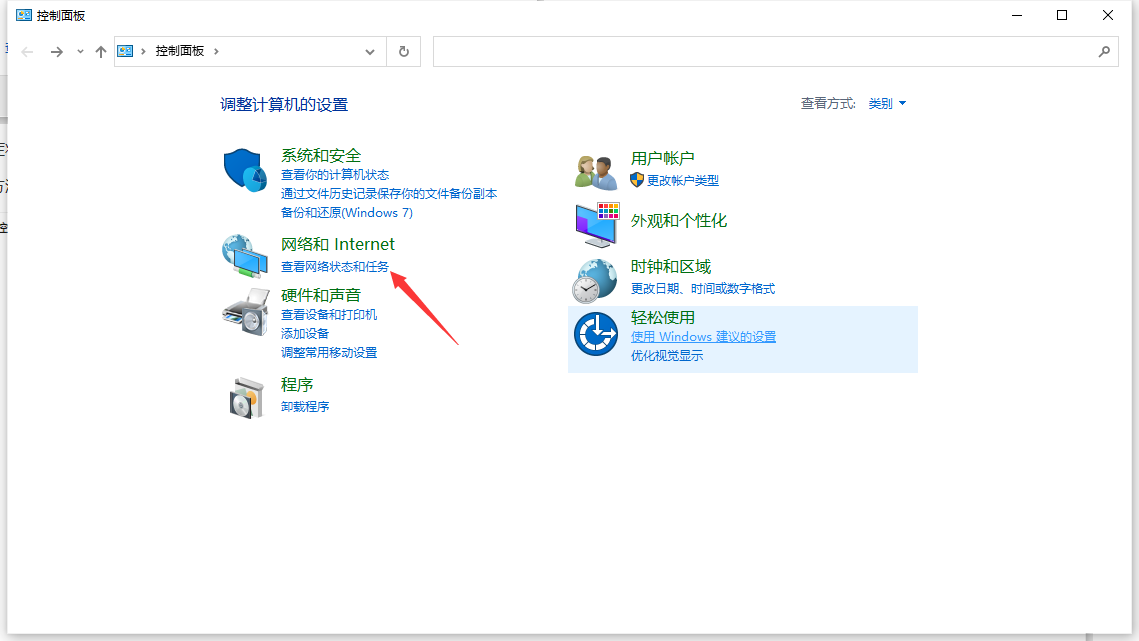 控制面板
控制面板
调整计算机的设置
查看方式: 类别
系统和安全
查看你的计算机状态
通过文件历史记录保存你的文件备份副本
备份和还原(Windows 7)
网络和 Internet
查看网络状态和任务
硬件和声音
查看设备和打印机
添加设备
调整常用移动设置
程序
卸载程序
用户帐户
更改帐户类型
外观和个性化
时钟和区域
更改日期、时间或数字格式
轻松使用
使用 Windows 建议的设置
优化视觉显示